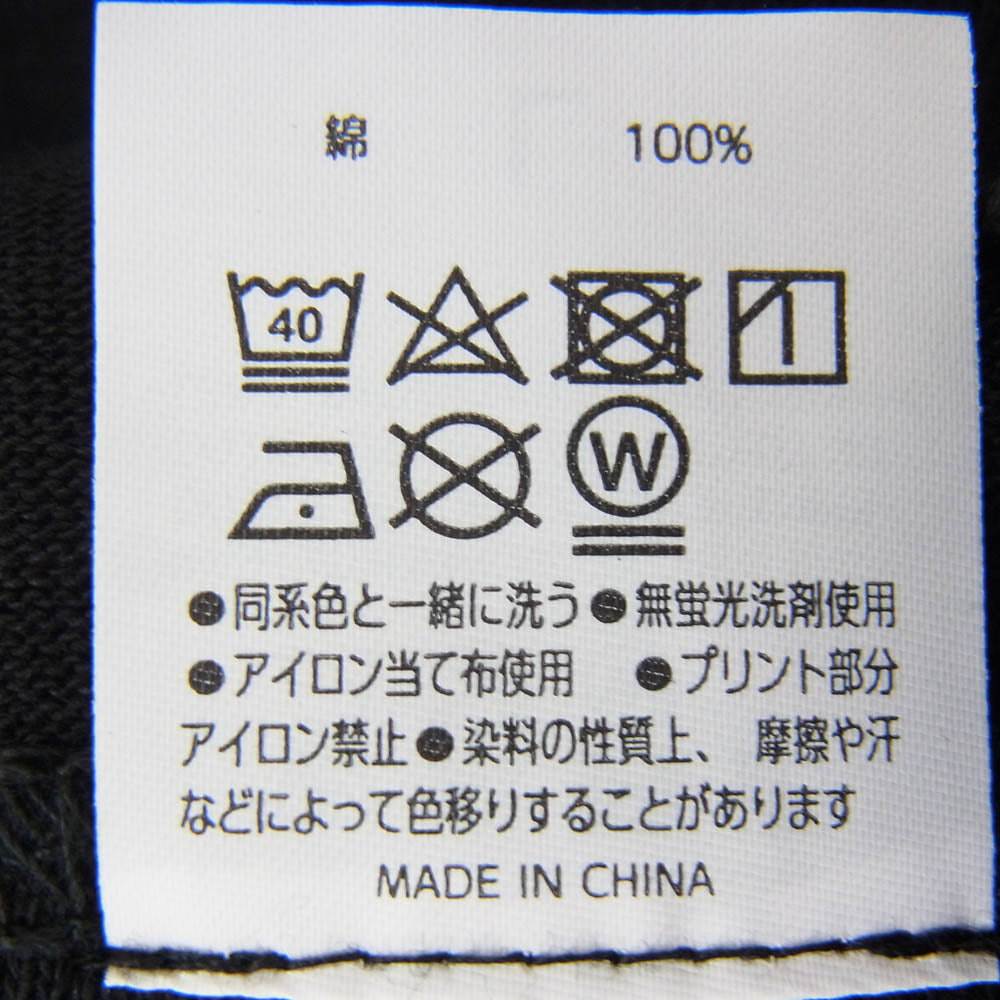 綿 100%
40
W
●同系色と一緒に洗う●無蛍光洗剤使用
●アイロン当て布使用 ●プリント部分
アイロン禁止●染料の性質上、摩擦や汗
などによって色移りすることがあります
MADE IN CHINA